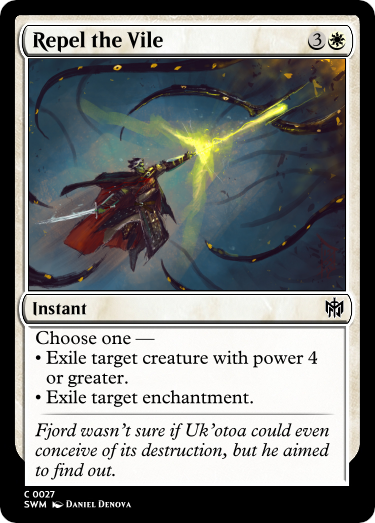 Repel the Vile 3
Instant
Choose one —
• Exile target creature with power 4
or greater.
• Exile target enchantment.
Fjord wasn't sure if Uk'otoa could even
conceive of its destruction, but he aimed
to find out.
C 0027
SWM Daniel Denova